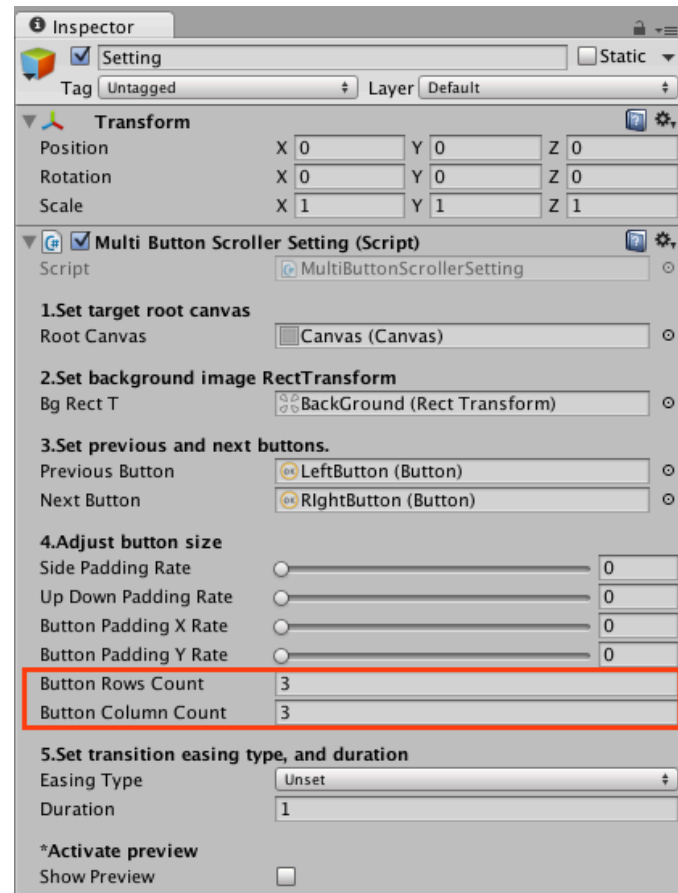 Inspector
Setting Static
Tag Untagged Layer Default
Transform
Position X 0 Y 0 Z 0
Rotation X 0 Y 0 Z 0
Scale X 1 Y 1 Z 1
C# Multi Button Scroller Setting (Script)
Script MultiButtonScrollerSetting
1.Set target root canvas
Root Canvas Canvas (Canvas)
2.Set background image RectTransform
Bg Rect T BackGround (Rect Transform)
3.Set previous and next buttons.
Previous Button OK LeftButton (Button)
Next Button OK RIghtButton (Button)
4.Adjust button size
Side Padding Rate 0
Up Down Padding Rate 0
Button Padding X Rate 0
Button Padding Y Rate 0
Button Rows Count 3
Button Column Count 3
5.Set transition easing type, and duration
Easing Type Unset
Duration 1
*Activate preview
Show Preview